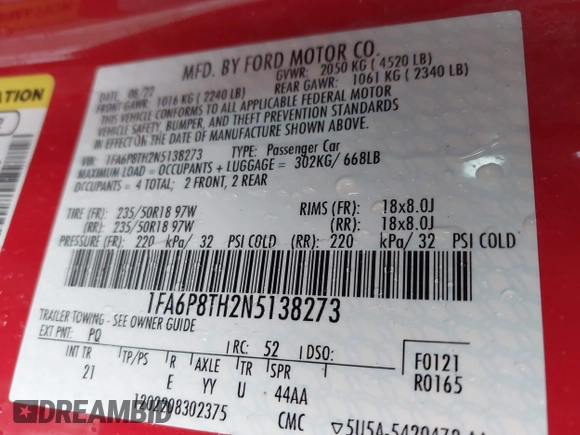 MFD. BY FORD MOTOR CO.
DATE: 08/22 GVWR: 2050 KG ( 4520 LB)
FRONT GAWR: 1016 KG ( 2240 LB) REAR GAWR: 1061 KG ( 2340 LB)
THIS VEHICLE CONFORMS TO ALL APPLICABLE FEDERAL MOTOR
VEHICLE SAFETY, BUMPER, AND THEFT PREVENTION STANDARDS
IN EFFECT ON THE DATE OF MANUFACTURE SHOWN ABOVE.
VIN: 1FA6P8TH2N5138273 TYPE: Passenger Car
MAXIMUM LOAD = OCCUPANTS + LUGGAGE = 302KG/ 668LB
OCCUPANTS = 4 TOTAL; 2 FRONT, 2 REAR
TIRE (FR): 235/50R18 97W RIMS (FR): 18x8.0J
(RR): 235/50R18 97W (RR): 18x8.0J
PRESSURE (FR): 220 kPa/ 32 PSI COLD (RR): 220 kPa/ 32 PSI COLD
1FA6P8TH2N5138273
TRAILER TOWING - SEE OWNER GUIDE
EXT PNT: PQ RC: 52 DSO: F0121
INT TR TP/PS R AXLE TR SPR R0165
21 E YY U 44AA
1202208302375 CMC
DREAMBID